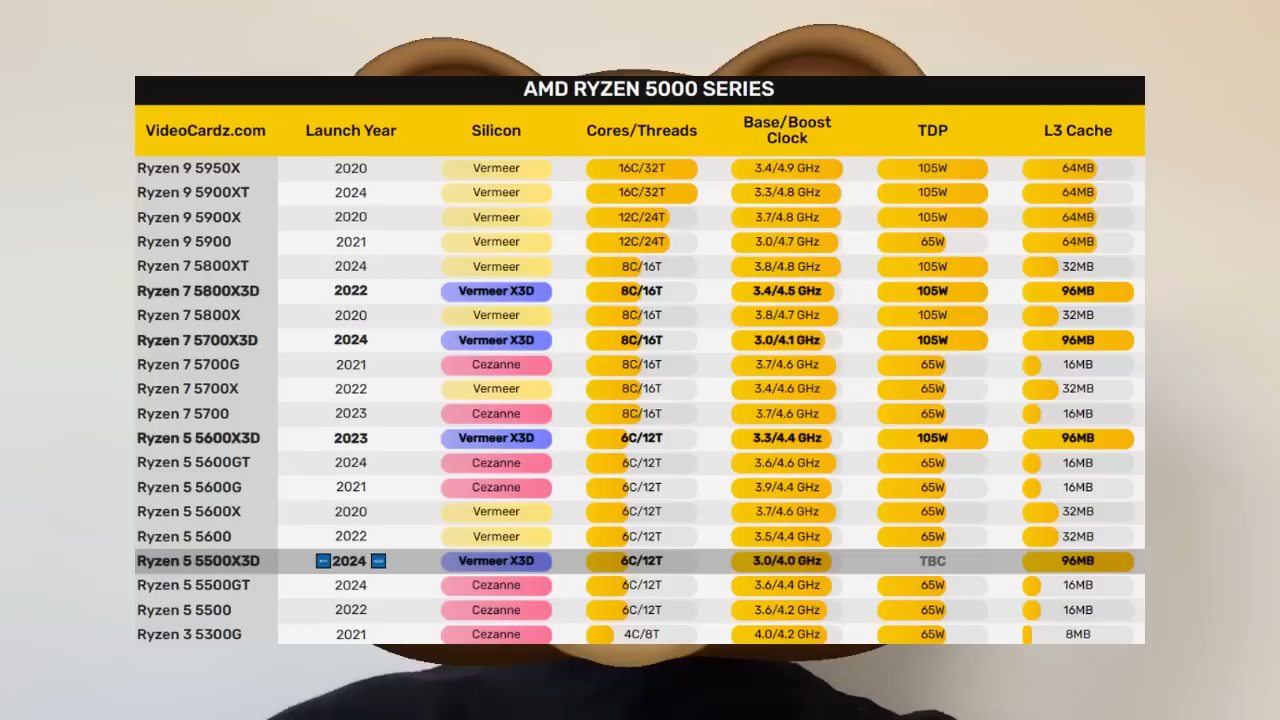 AMD RYZEN 5000 SERIES
VideoCardz.com Launch Year Silicon Cores/Threads Base/Boost Clock TDP L3 Cache
Ryzen 9 5950X 2020 Vermeer 16C/32T 3.4/4.9 GHz 105W 64MB
Ryzen 9 5900XT 2024 Vermeer 16C/32T 3.3/4.8 GHz 105W 64MB
Ryzen 9 5900X 2020 Vermeer 12C/24T 3.7/4.8 GHz 105W 64MB
Ryzen 9 5900 2021 Vermeer 12C/24T 3.0/4.7 GHz 65W 64MB
Ryzen 7 5800XT 2024 Vermeer 8C/16T 3.8/4.8 GHz 105W 32MB
Ryzen 7 5800X3D 2022 Vermeer X3D 8C/16T 3.4/4.5 GHz 105W 96MB
Ryzen 7 5800X 2020 Vermeer 8C/16T 3.8/4.7 GHz 105W 32MB
Ryzen 7 5700X3D 2024 Vermeer X3D 8C/16T 3.0/4.1 GHz 105W 96MB
Ryzen 7 5700G 2021 Cezanne 8C/16T 3.7/4.6 GHz 65W 16MB
Ryzen 7 5700X 2022 Vermeer 8C/16T 3.4/4.6 GHz 65W 32MB
Ryzen 7 5700 2023 Cezanne 8C/16T 3.7/4.6 GHz 65W 16MB
Ryzen 5 5600X3D 2023 Vermeer X3D 6C/12T 3.3/4.4 GHz 105W 96MB
Ryzen 5 5600GT 2024 Cezanne 6C/12T 3.6/4.6 GHz 65W 16MB
Ryzen 5 5600G 2021 Cezanne 6C/12T 3.9/4.4 GHz 65W 16MB
Ryzen 5 5600X 2020 Vermeer 6C/12T 3.7/4.6 GHz 65W 32MB
Ryzen 5 5600 2022 Vermeer 6C/12T 3.5/4.4 GHz 65W 32MB
Ryzen 5 5500X3D 2024 Vermeer X3D 6C/12T 3.0/4.0 GHz TBC 96MB
Ryzen 5 5500GT 2024 Cezanne 6C/12T 3.6/4.4 GHz 65W 16MB
Ryzen 5 5500 2022 Cezanne 6C/12T 3.6/4.2 GHz 65W 16MB
Ryzen 3 5300G 2021 Cezanne 4C/8T 4.0/4.2 GHz 65W 8MB